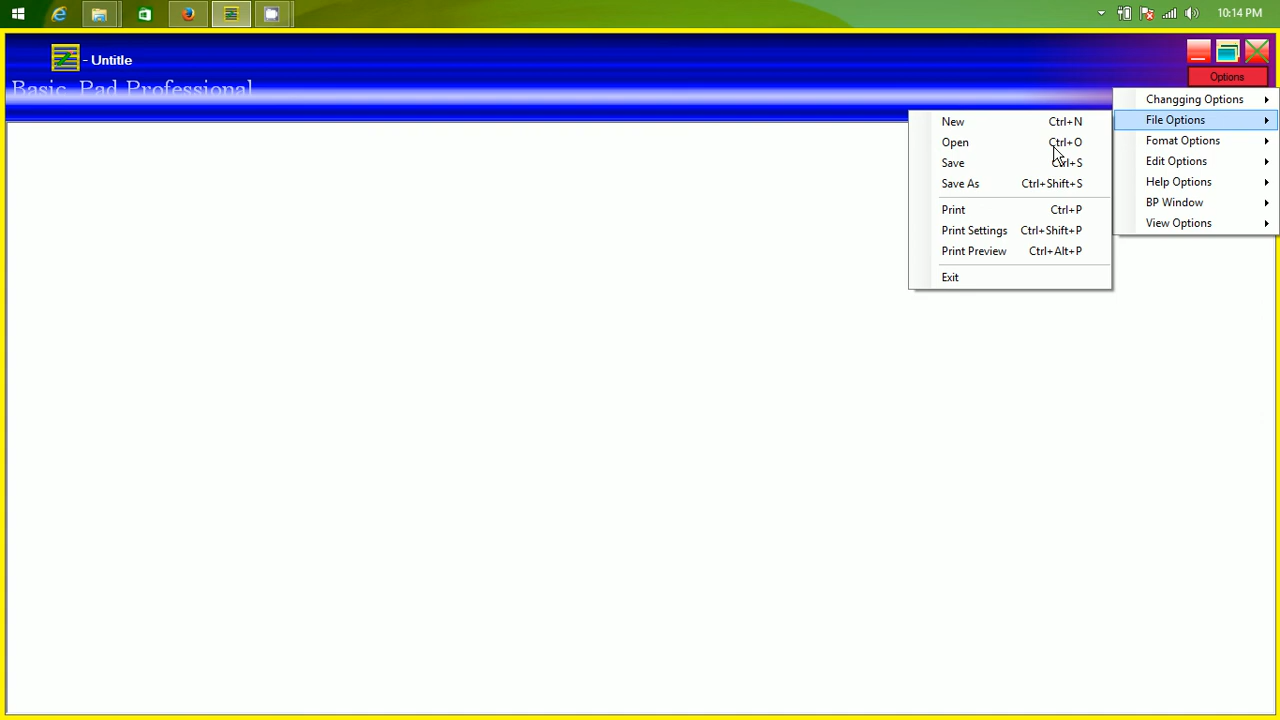 10:14 PM
- Untitle
Basic Pad Professional
Options
Changging Options
File Options
Fomat Options
Edit Options
Help Options
BP Window
View Options
New Ctrl+N
Open Ctrl+O
Save Ctrl+S
Save As Ctrl+Shift+S
Print Ctrl+P
Print Settings Ctrl+Shift+P
Print Preview Ctrl+Alt+P
Exit